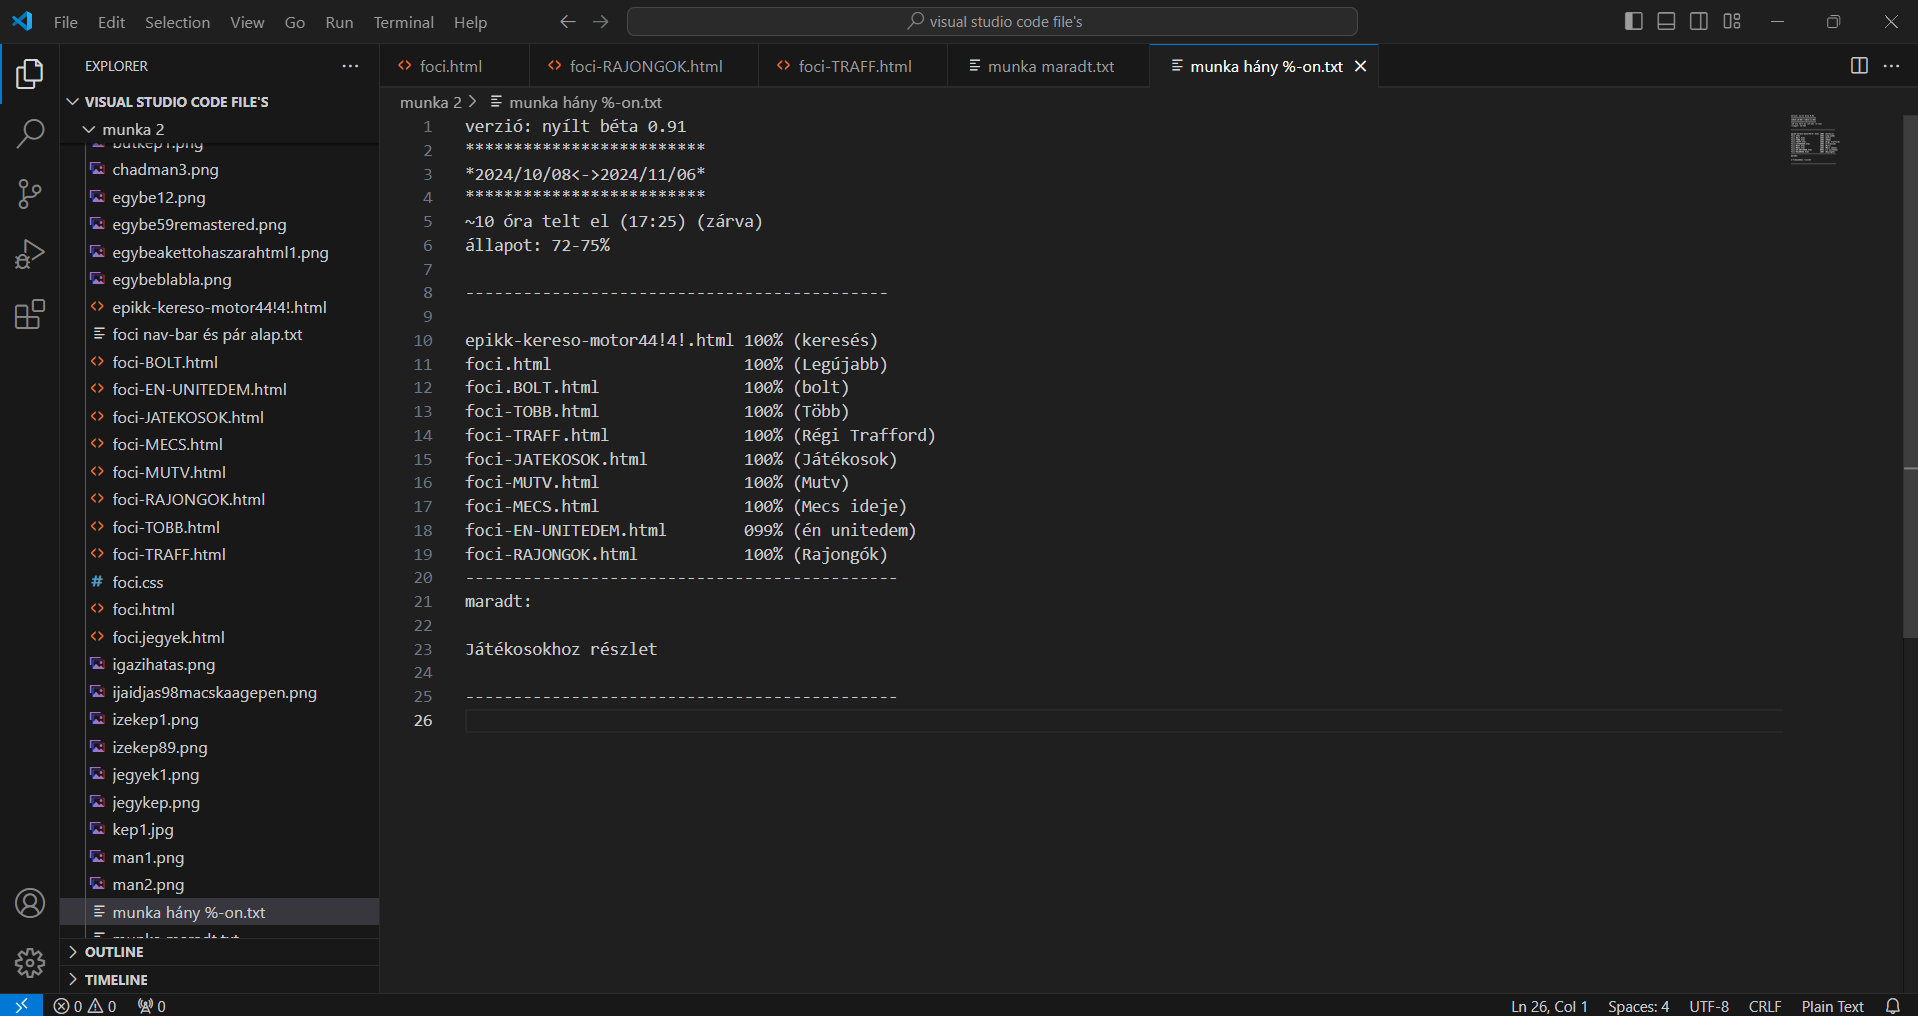 File Edit Selection View Go Run Terminal Help
visual studio code file's
EXPLORER
VISUAL STUDIO CODE FILE'S
munka 2
chadman3.png
egybe12.png
egybe59remastered.png
egybeakettohaszarahtml1.png
egybeblabla.png
epikk-kereso-motor44!4!.html
foci nav-bar és pár alap.txt
foci-BOLT.html
foci-EN-UNITEDEM.html
foci-JATEKOSOK.html
foci-MECS.html
foci-MUTV.html
foci-RAJONGOK.html
foci-TOBB.html
foci-TRAFF.html
foci.css
foci.html
foci.jegyek.html
igazihatas.png
ijaidjas98macskaagepen.png
izekep1.png
izekep89.png
jegyek1.png
jegykep.png
kep1.jpg
man1.png
man2.png
munka hány %-on.txt
OUTLINE
TIMELINE
foci.html foci-RAJONGOK.html foci-TRAFF.html munka maradt.txt munka hány %-on.txt
munka 2 > munka hány %-on.txt
1 verzió: nyílt béta 0.91
2 *************************
3 *2024/10/08<->2024/11/06*
4 *************************
5 ~10 óra telt el (17:25) (zárva)
6 állapot: 72-75%
7
8 --------------------------------------------
9
10 epikk-kereso-motor44!4!.html 100% (keresés)
11 foci.html 100% (Legújabb)
12 foci.BOLT.html 100% (bolt)
13 foci-TOBB.html 100% (Több)
14 foci-TRAFF.html 100% (Régi Trafford)
15 foci-JATEKOSOK.html 100% (Játékosok)
16 foci-MUTV.html 100% (Mutv)
17 foci-MECS.html 100% (Mecs ideje)
18 foci-EN-UNITEDEM.html 099% (én unitedem)
19 foci-RAJONGOK.html 100% (Rajongók)
20 ---------------------------------------------
21 maradt:
22
23 Játékosokhoz részlet
24
25 ---------------------------------------------
26
0 0 0
Ln 26, Col 1 Spaces: 4 UTF-8 CRLF Plain Text